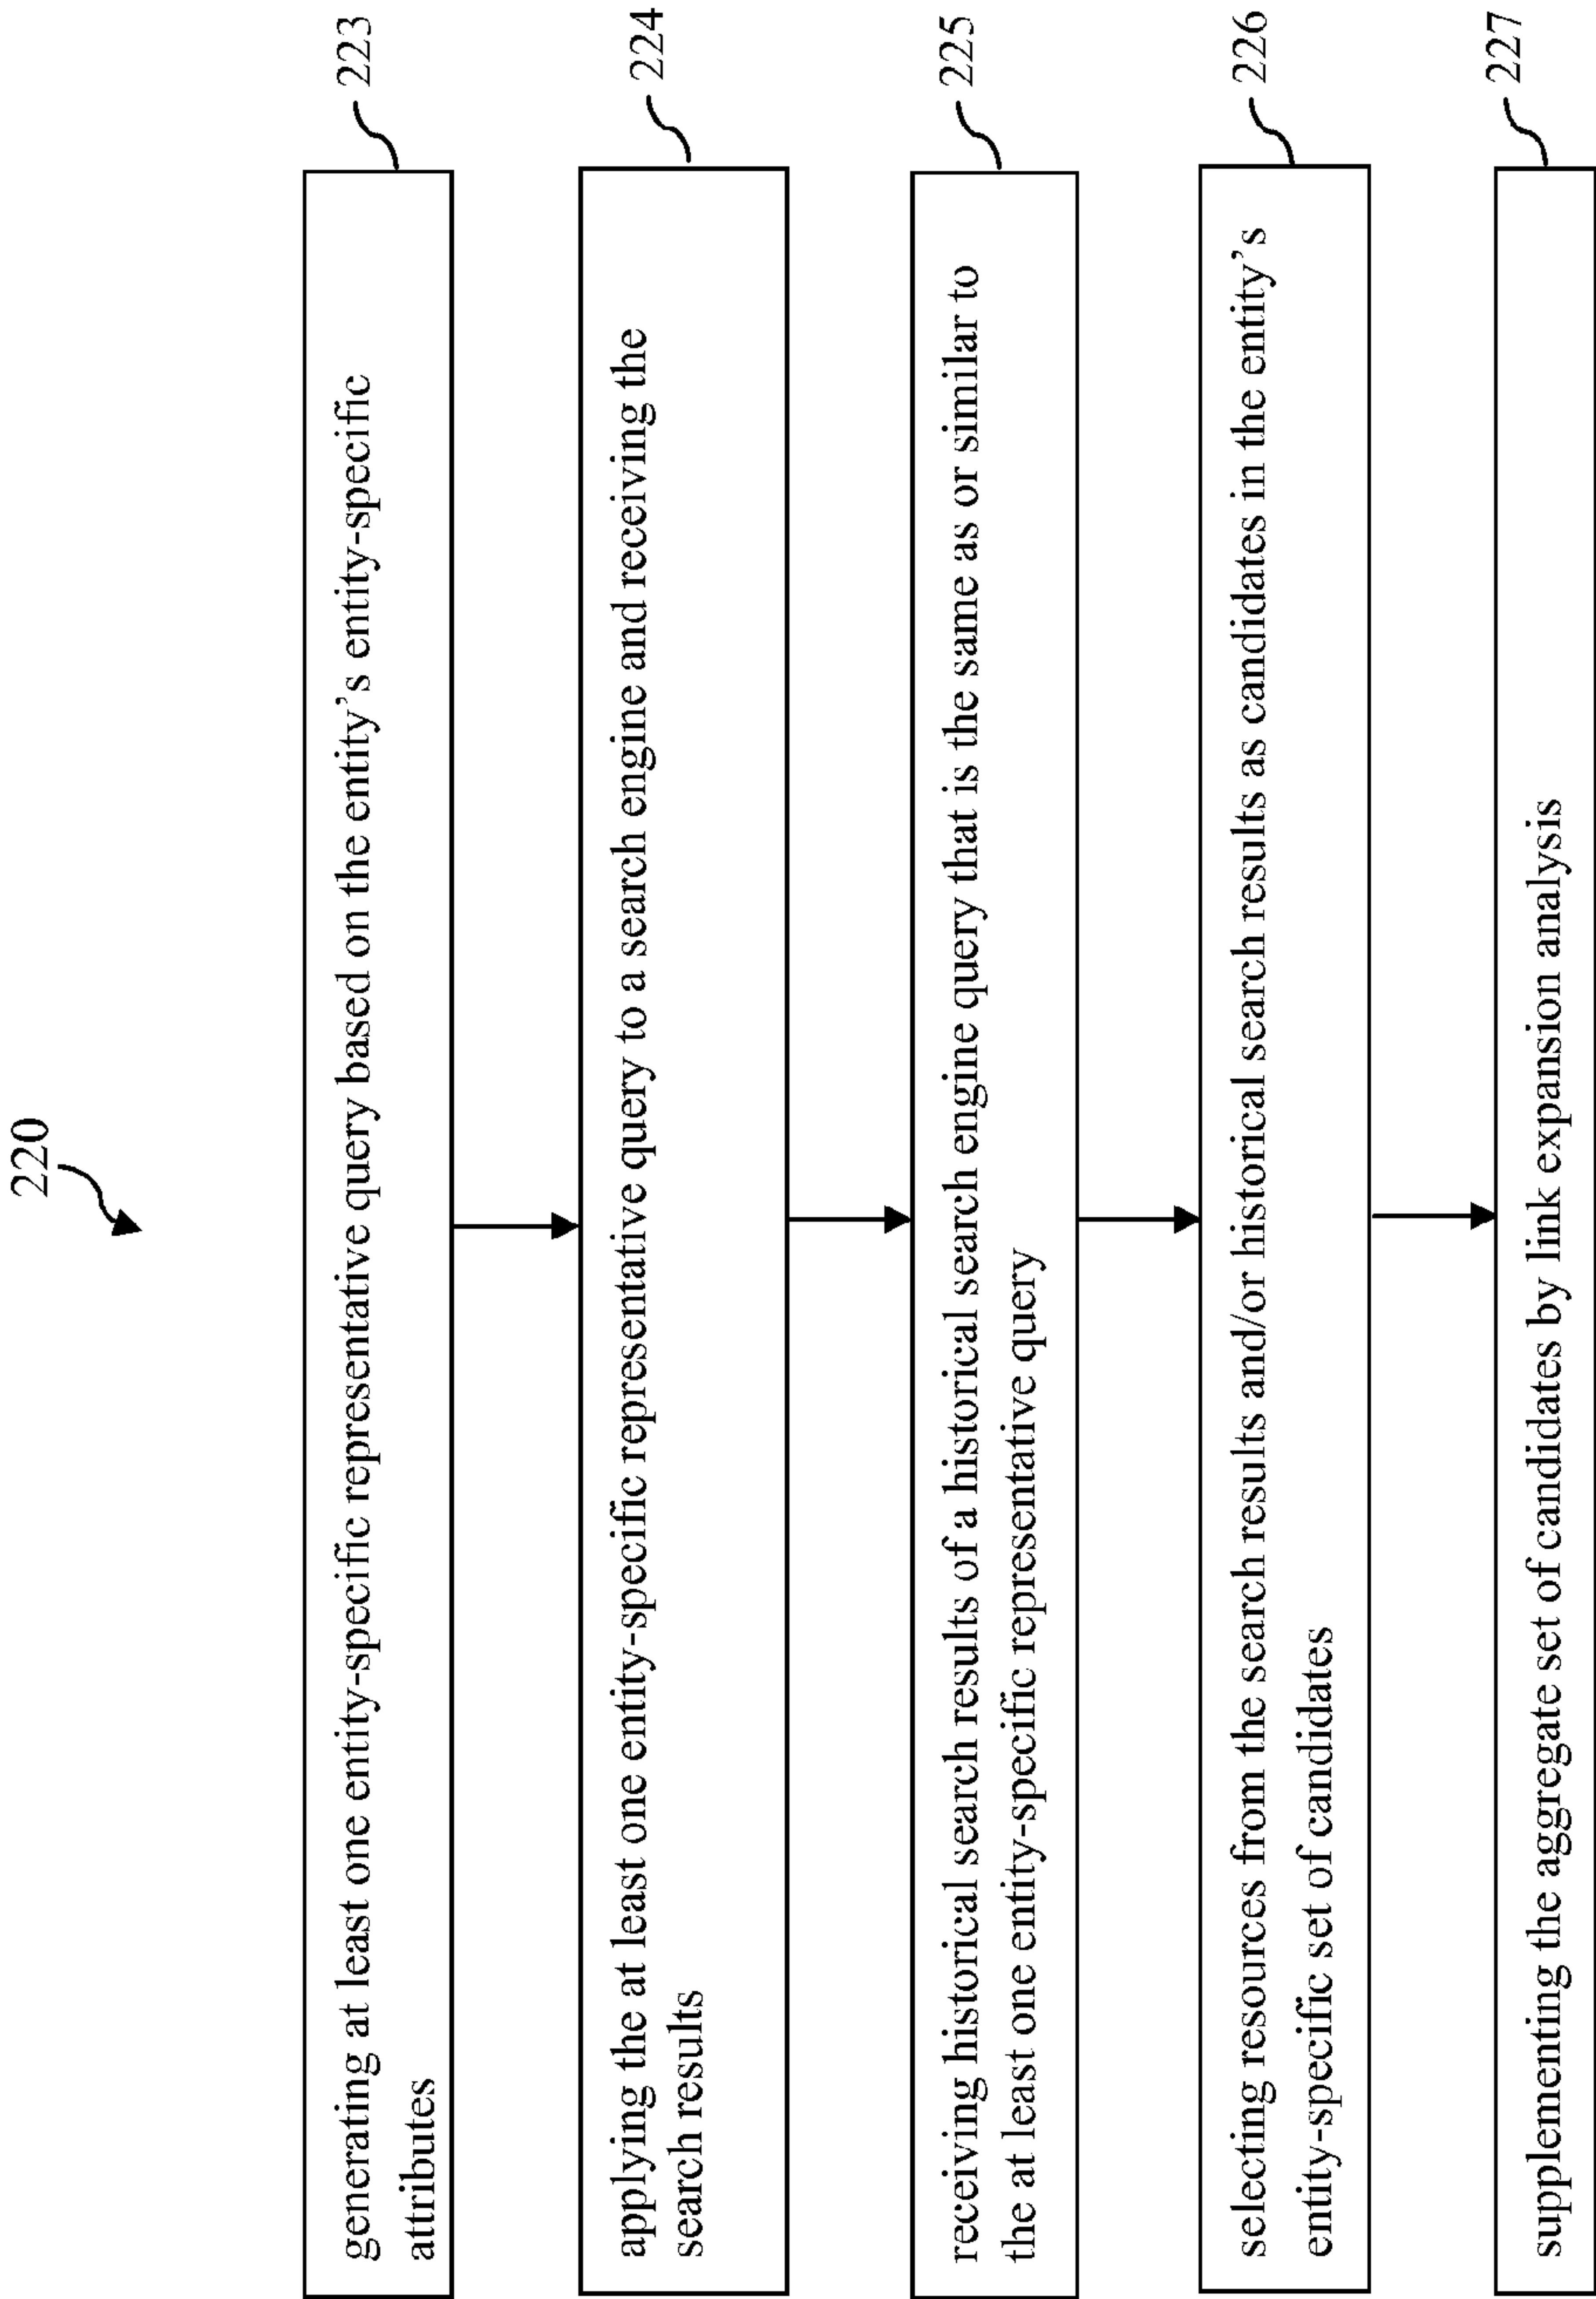 220
generating at least one entity-specific representative query based on the entity's entity-specific
attributes
223
applying the at least one entity-specific representative query to a search engine and receiving the
search results
224
receiving historical search results of a historical search engine query that is the same as or similar to
the at least one entity-specific representative query
225
selecting resources from the search results and/or historical search results as candidates in the entity's
entity-specific set of candidates
226
supplementing the aggregate set of candidates by link expansion analysis
227